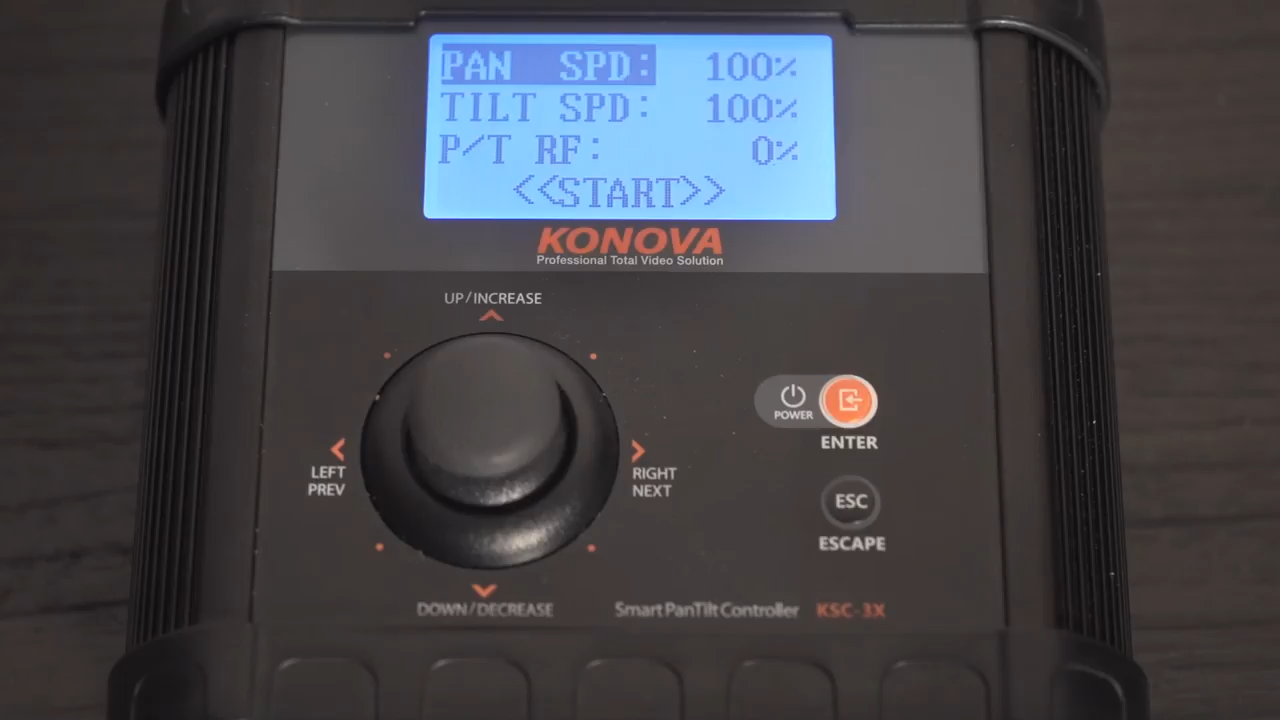 PAN SPD: 100%
TILT SPD: 100%
P/T RF: 0%
<<START>>
KONOVA
Professional Total Video Solution
UP/INCREASE
LEFT
PREV
RIGHT
NEXT
POWER
ENTER
ESC
ESCAPE
DOWN/DECREASE
Smart PanTilt Controller KSC-3X